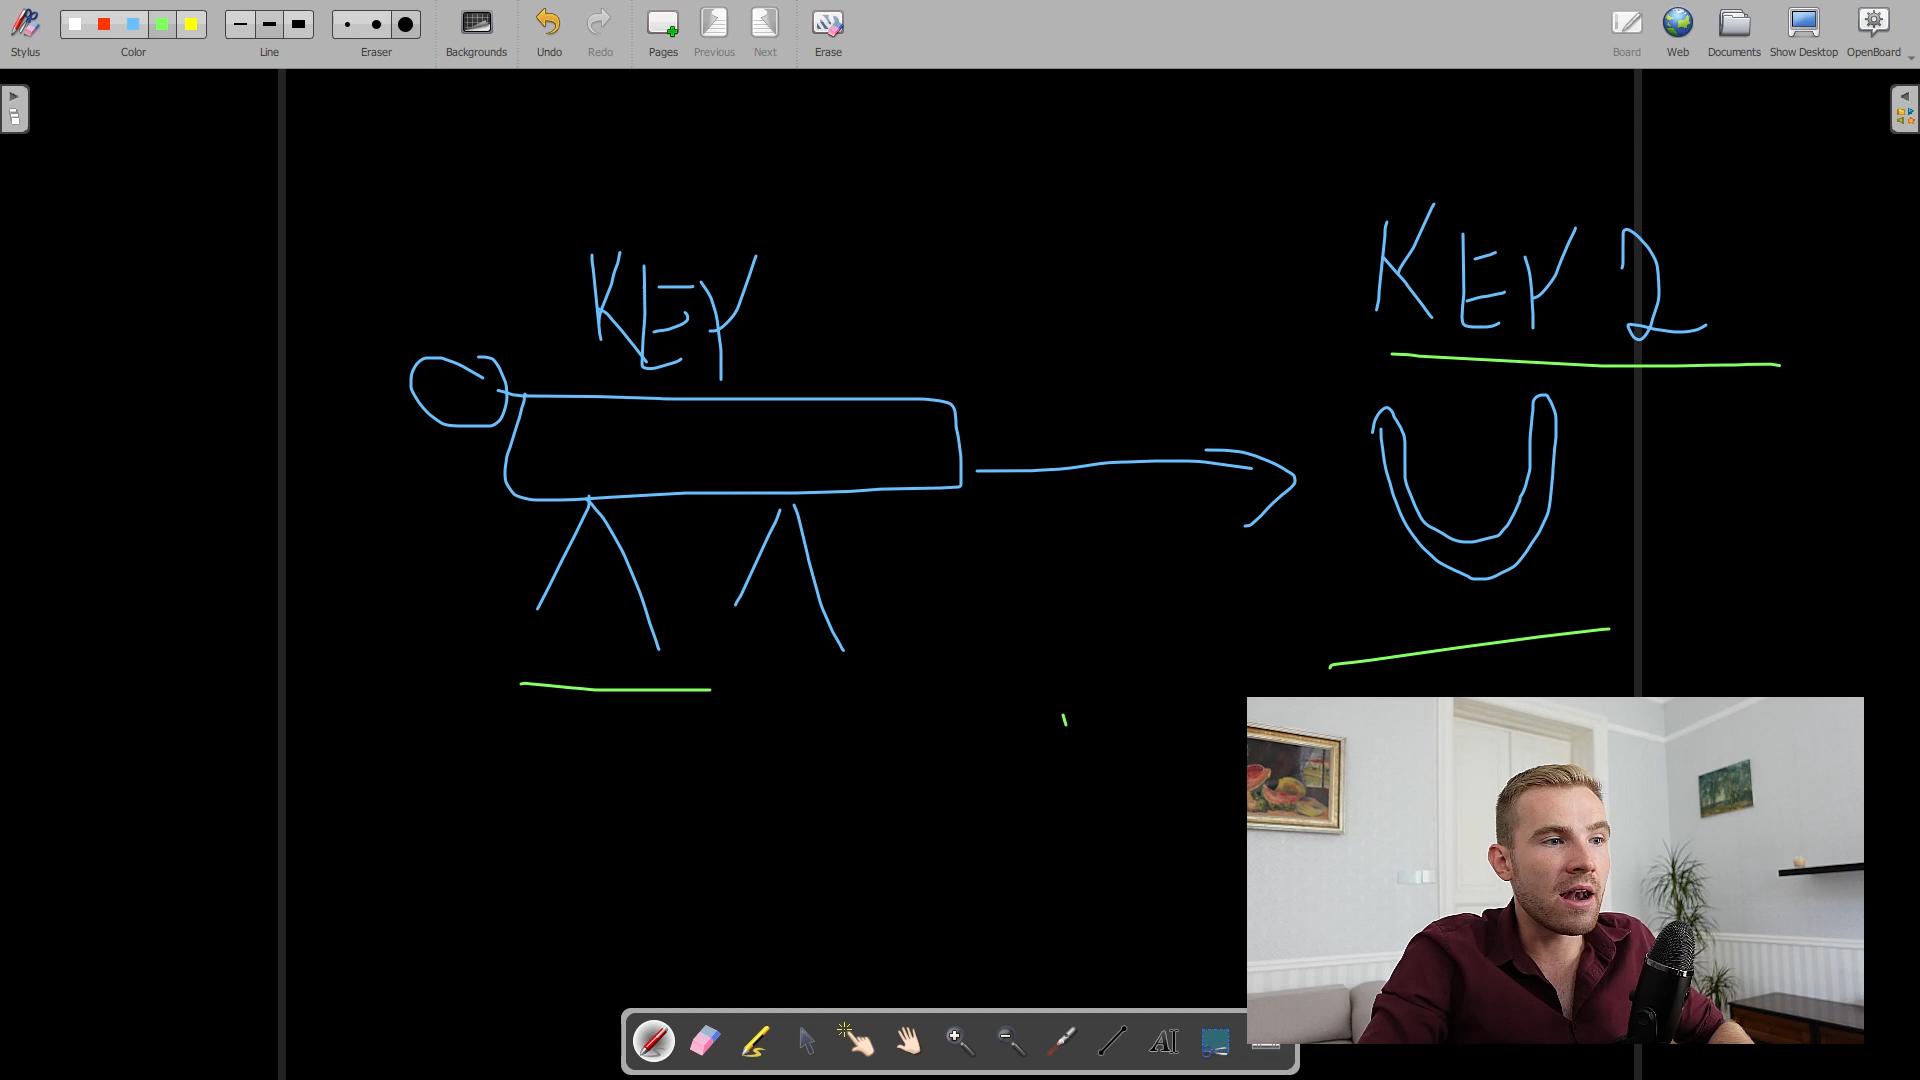 Stylus
Color
Line
Eraser
Backgrounds
Undo
Redo
Pages
Previous
Next
Erase
Board
Web
Documents
Show Desktop
OpenBoard
KEY
KEY 2
AI